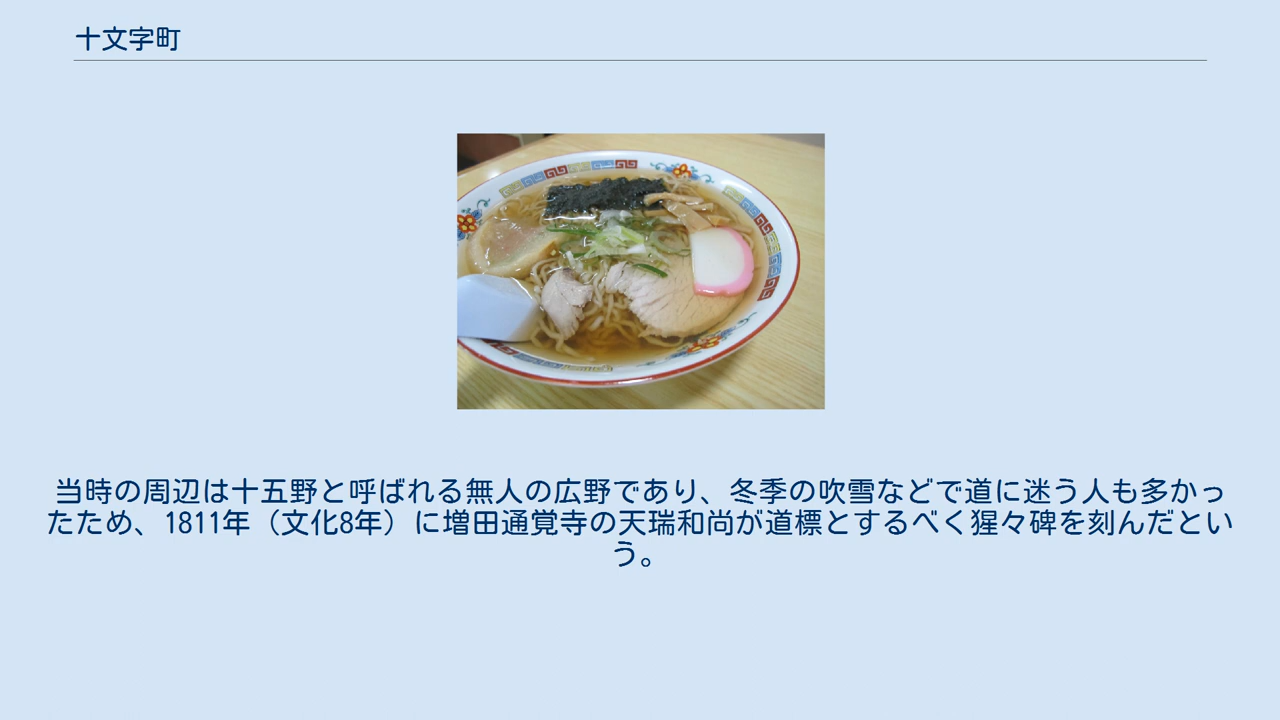 十文字町
当時の周辺は十五野と呼ばれる無人の広野であり、冬季の吹雪などで道に迷う人も多かっ
たため、1811年（文化8年）に増田通覚寺の天瑞和尚が道標とするべく猩々碑を刻んだとい
う。